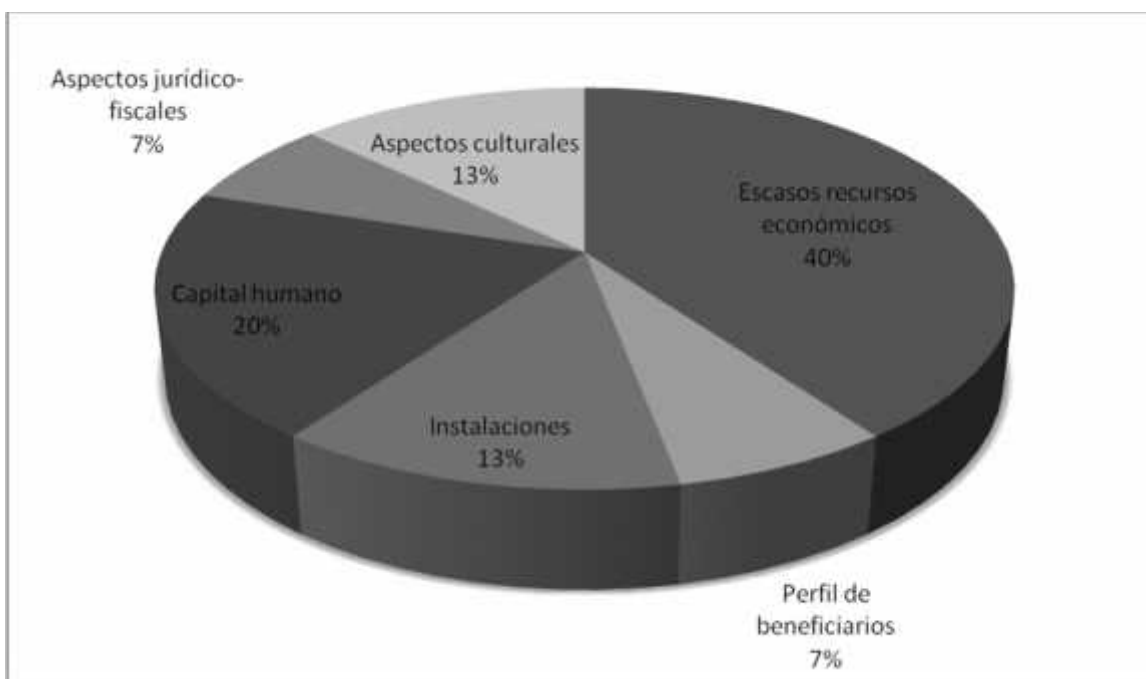 Aspectos jurídico-
fiscales
7%
Aspectos culturales
13%
Escasos recursos
económicos
40%
Capital humano
20%
Instalaciones
13%
Perfil de
beneficiarios
7%